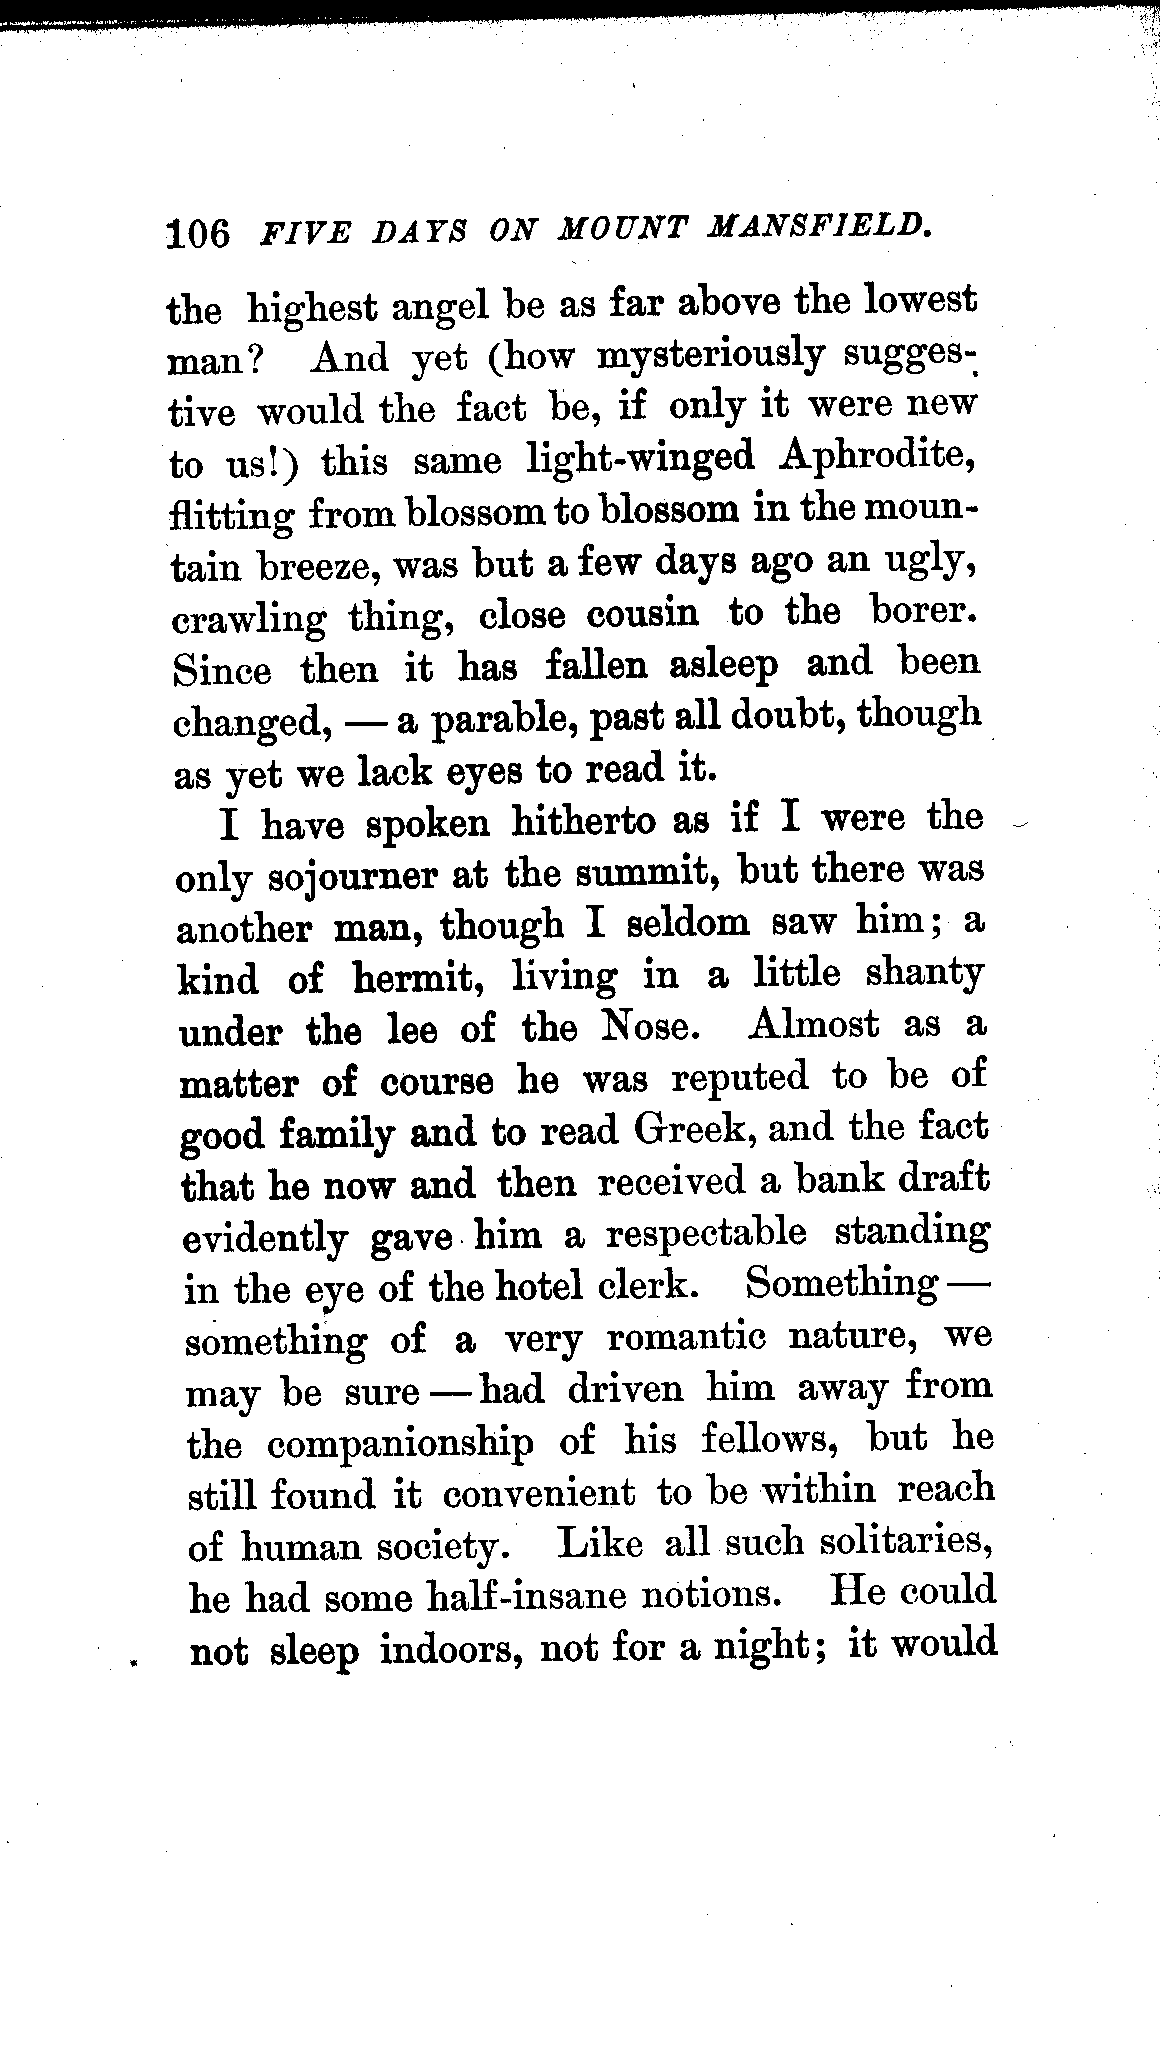 106 FIVE DAYS ON MOUNT MANSFIELD.
the highest angel be as far above the lowest
man? And yet (how mysteriously sugges-
tive would the fact be, if only it were new
to us!) this same light-winged Aphrodite,
flitting from blossom to blossom in the moun-
tain breeze, was but a few days ago an ugly,
crawling thing, close cousin to the borer.
Since then it has fallen asleep and been
changed, — a parable, past all doubt, though
as yet we lack eyes to read it.
I have spoken hitherto as if I were the
only sojourner at the summit, but there was
another man, though I seldom saw him; a
kind of hermit, living in a little shanty
under the lee of the Nose. Almost as a
matter of course he was reputed to be of
good family and to read Greek, and the fact
that he now and then received a bank draft
evidently gave him a respectable standing
in the eye of the hotel clerk. Something —
something of a very romantic nature, we
may be sure — had driven him away from
the companionship of his fellows, but he
still found it convenient to be within reach
of human society. Like all such solitaries,
he had some half-insane notions. He could
not sleep indoors, not for a night; it would